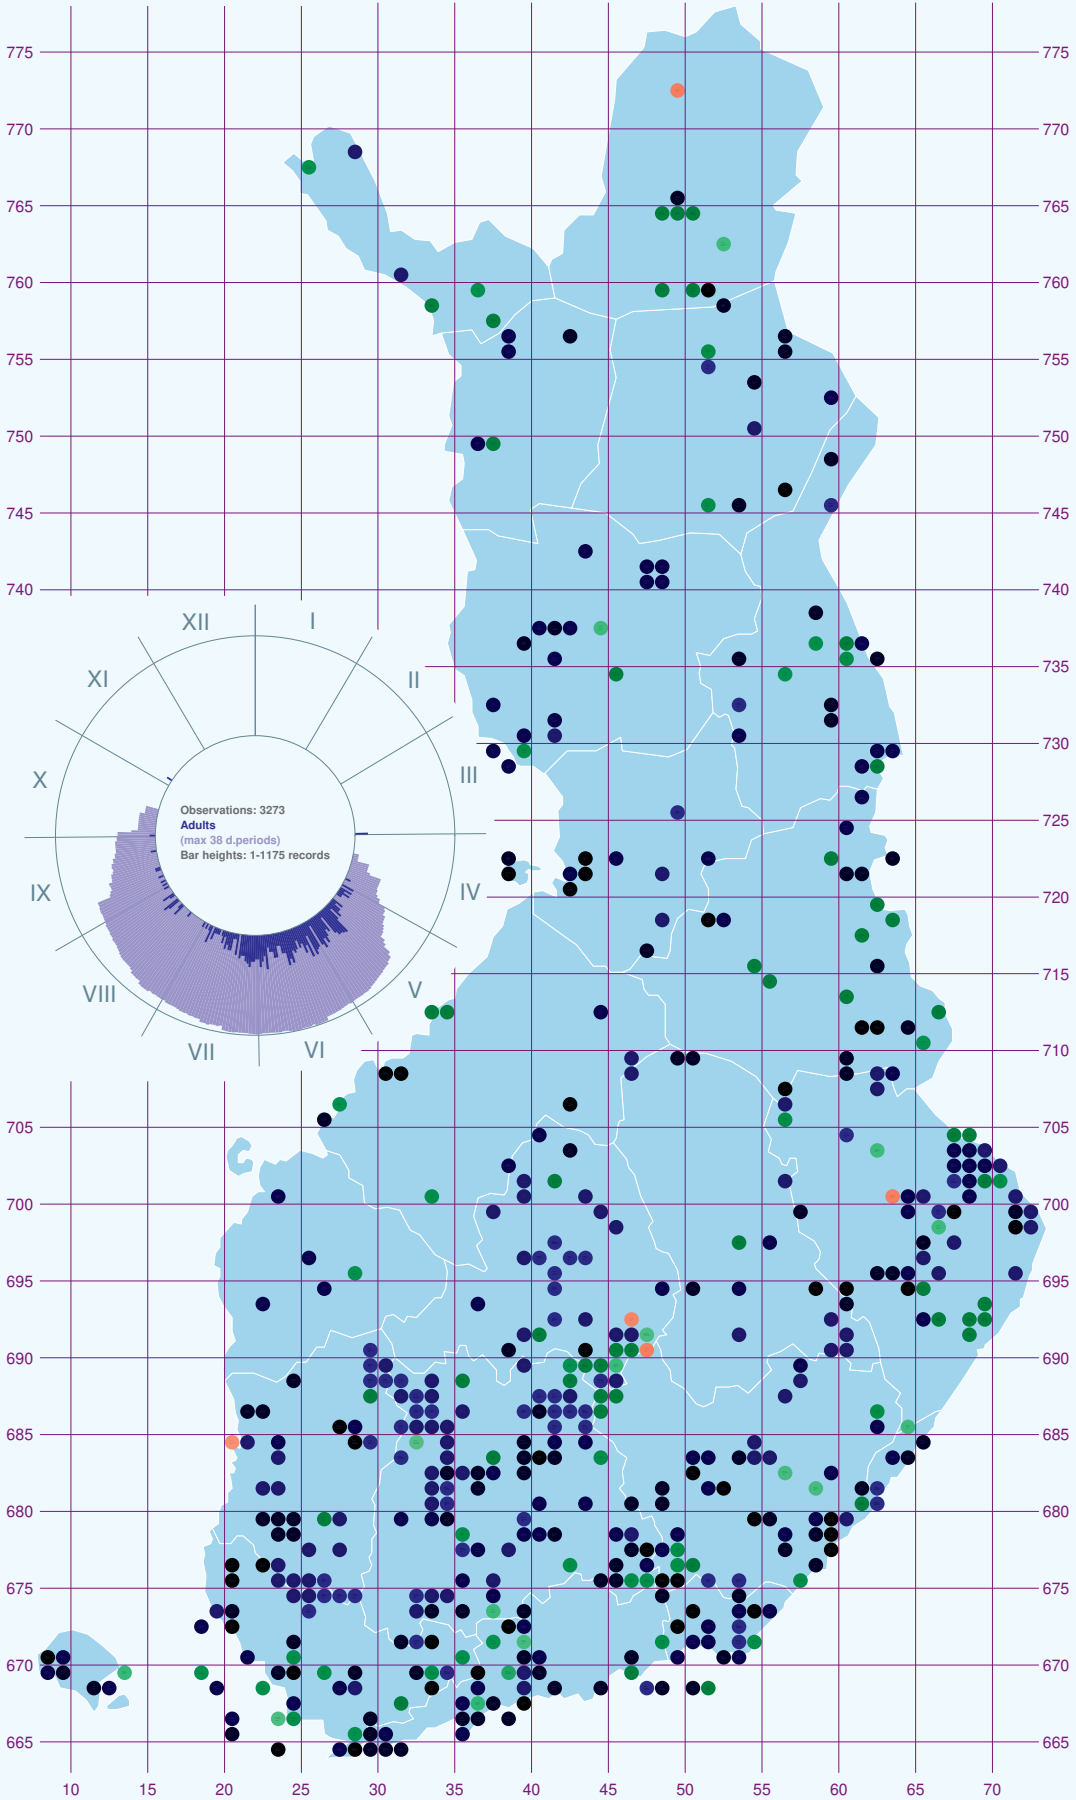 775 775
770 770
765 765
760 760
755 755
750 750
745 745
740 740
XII I
XI II
735
X III
730
Observations: 3273
Adults
(max 38 d.periods)
Bar heights: 1-1175 records
725
IX IV
720
VIII V
715
VII VI
710
705 705
700 700
695 695
690 690
685 685
680 680
675 675
670 670
665 665
10 15 20 25 30 35 40 45 50 55 60 65 70